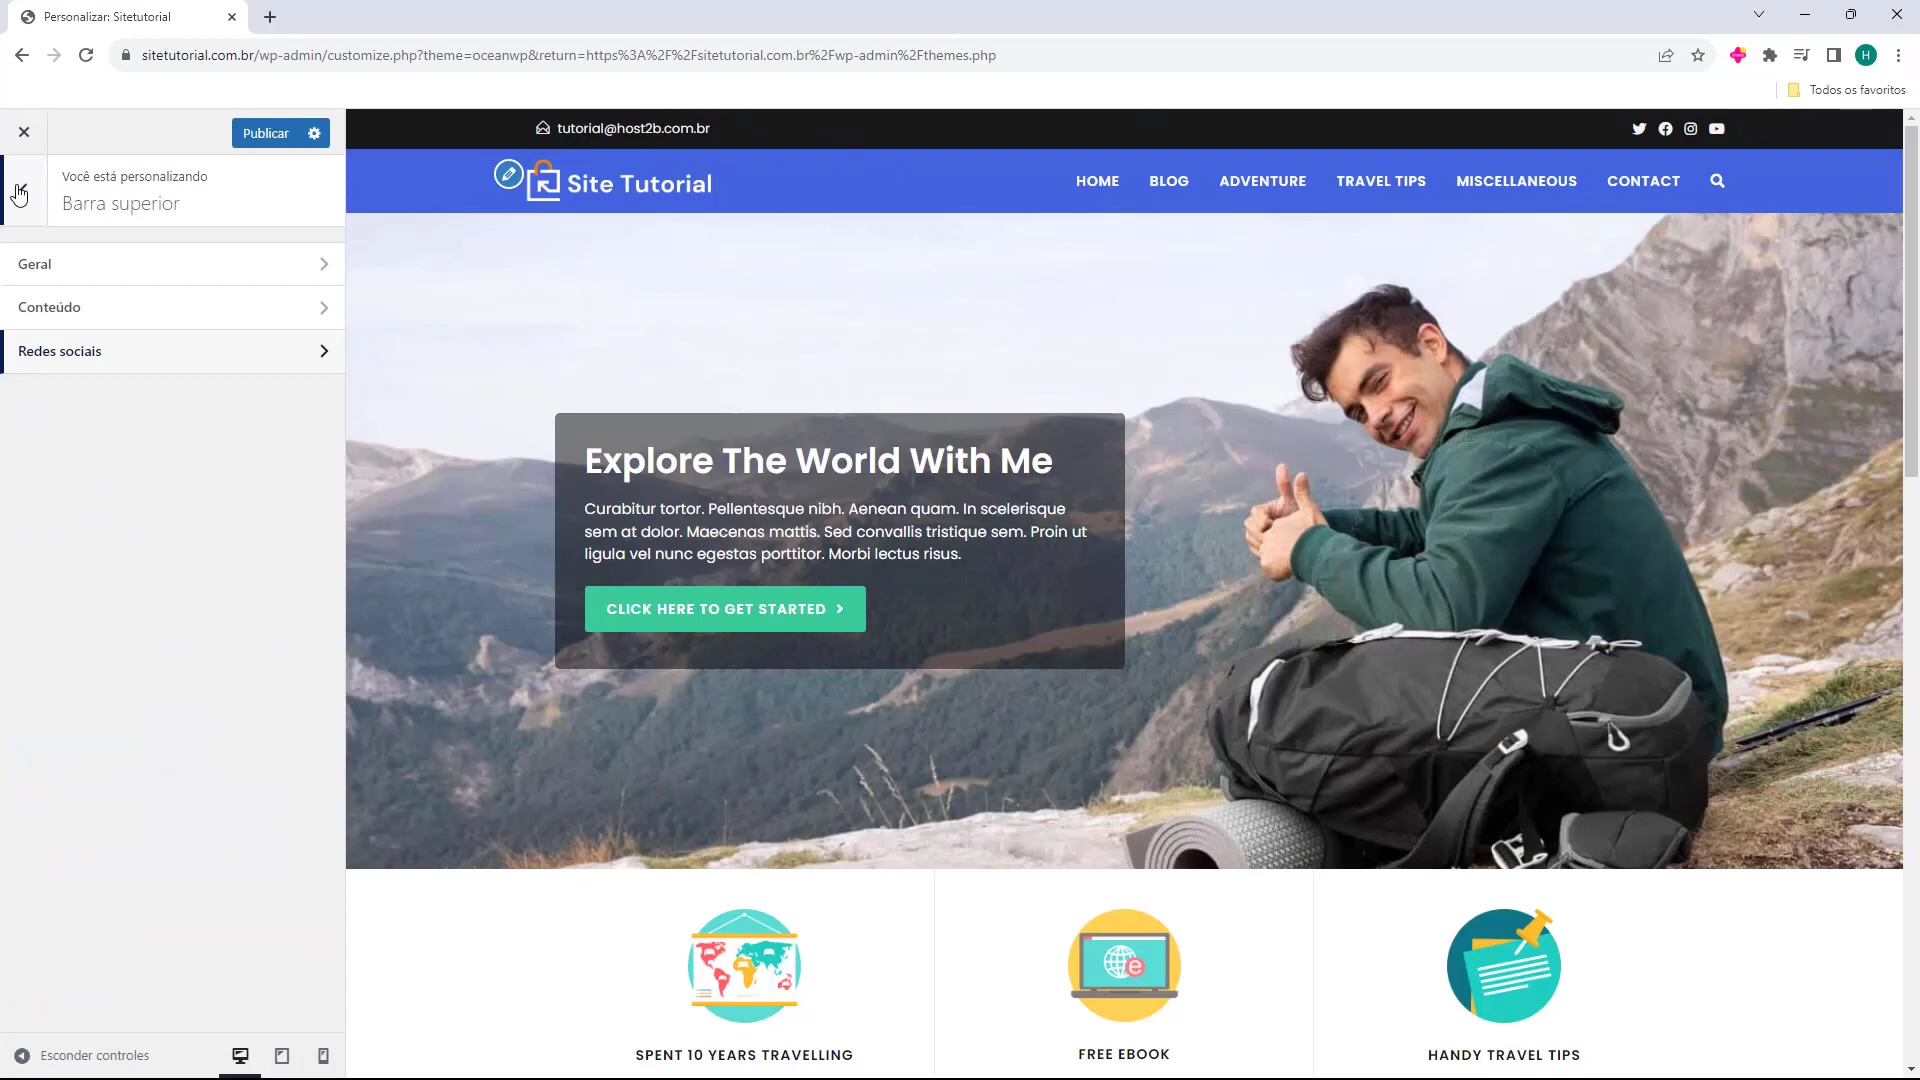 Personalizar: Sitetutorial
sitetutorial.com.br/wp-admin/customize.php?theme=oceanwp&return=https%3A%2F%2Fsitetutorial.com.br%2Fwp-admin%2Fthemes.php
H
Todos os favoritos
Publicar
Você está personalizando
Barra superior
Geral
Conteúdo
Redes sociais
Esconder controles
tutorial@host2b.com.br
Site Tutorial
HOME BLOG ADVENTURE TRAVEL TIPS MISCELLANEOUS CONTACT
Explore The World With Me
Curabitur tortor. Pellentesque nibh. Aenean quam. In scelerisque
sem at dolor. Maecenas mattis. Sed convallis tristique sem. Proin ut
ligula vel nunc egestas porttitor. Morbi lectus risus.
CLICK HERE TO GET STARTED
e
SPENT 10 YEARS TRAVELLING
FREE EBOOK
HANDY TRAVEL TIPS